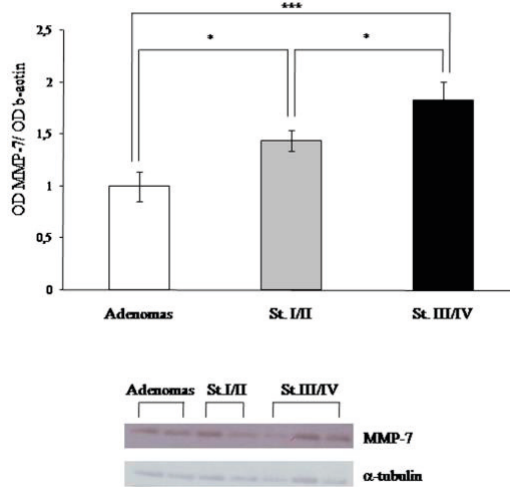 ***
2,5
* *
2
1,5
1
0,5
0
OD MMP-7/ OD b-actin
Adenomas St. I/II St. III/IV
Adenomas St.I/II St.III/IV
MMP-7
α-tubulin